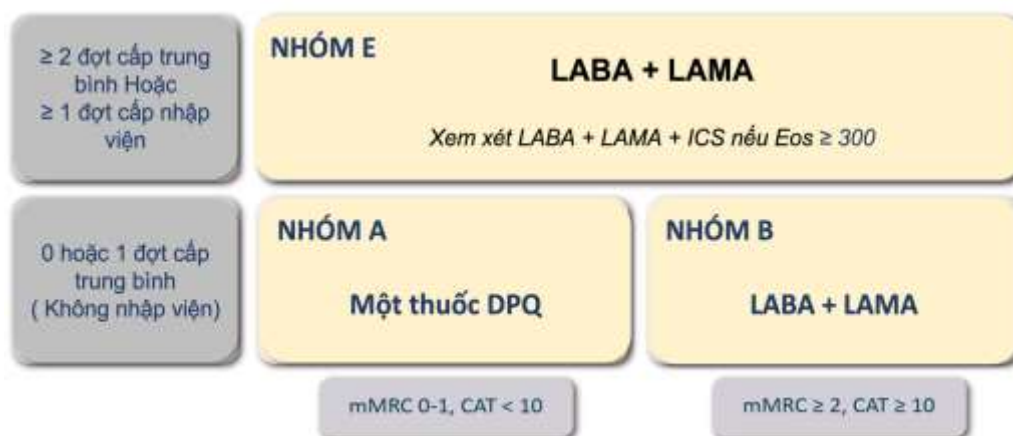 ≥ 2 đợt cấp trung
bình Hoặc
≥ 1 đợt cấp nhập
viện
NHÓM E
LABA + LAMA
Xem xét LABA + LAMA + ICS nếu Eos ≥ 300
0 hoặc 1 đợt cấp
trung bình
( Không nhập viện)
NHÓM A
Một thuốc DPQ
NHÓM B
LABA + LAMA
mMRC 0-1, CAT < 10
mMRC ≥ 2, CAT ≥ 10